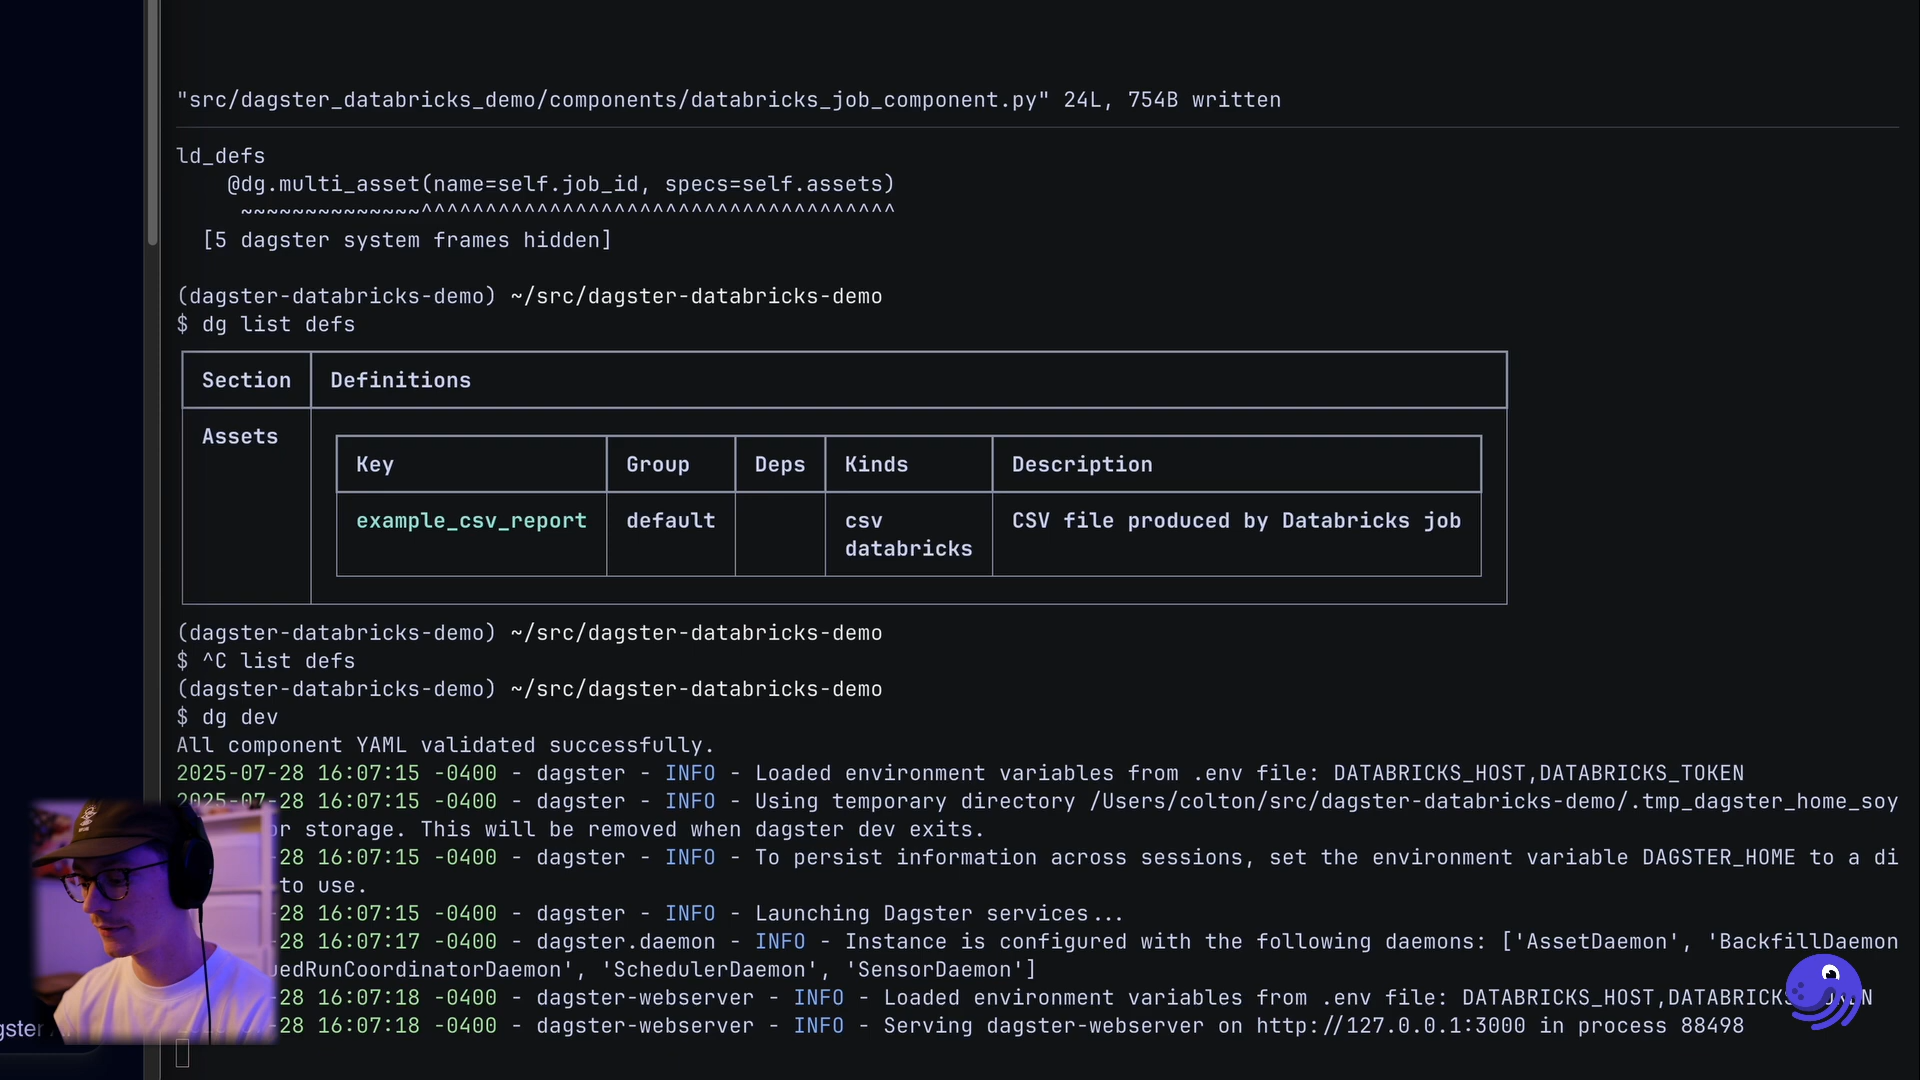 "src/dagster_databricks_demo/components/databricks_job_component.py" 24L, 754B written
ld_defs
@dg.multi_asset(name=self.job_id, specs=self.assets)
~~~~~~~~~~~~~~^^^^^^^^^^^^^^^^^^^^^^^^^^^^^^^^^^^^^
[5 dagster system frames hidden]
(dagster-databricks-demo) ~/src/dagster-databricks-demo
$ dg list defs
Section Definitions
Assets
Key Group Deps Kinds Description
example_csv_report default csv CSV file produced by Databricks job
databricks
(dagster-databricks-demo) ~/src/dagster-databricks-demo
$ ^C list defs
(dagster-databricks-demo) ~/src/dagster-databricks-demo
$ dg dev
All component YAML validated successfully.
2025-07-28 16:07:15 -0400 - dagster - INFO - Loaded environment variables from .env file: DATABRICKS_HOST,DATABRICKS_TOKEN
2025-07-28 16:07:15 -0400 - dagster - INFO - Using temporary directory /Users/colton/src/dagster-databricks-demo/.tmp_dagster_home_soy
or storage. This will be removed when dagster dev exits.
28 16:07:15 -0400 - dagster - INFO - To persist information across sessions, set the environment variable DAGSTER_HOME to a di
to use.
28 16:07:15 -0400 - dagster - INFO - Launching Dagster services...
28 16:07:17 -0400 - dagster.daemon - INFO - Instance is configured with the following daemons: ['AssetDaemon', 'BackfillDaemon
uedRunCoordinatorDaemon', 'SchedulerDaemon', 'SensorDaemon']
28 16:07:18 -0400 - dagster-webserver - INFO - Loaded environment variables from .env file: DATABRICKS_HOST,DATABRICKS
28 16:07:18 -0400 - dagster-webserver - INFO - Serving dagster-webserver on http://127.0.0.1:3000 in process 88498